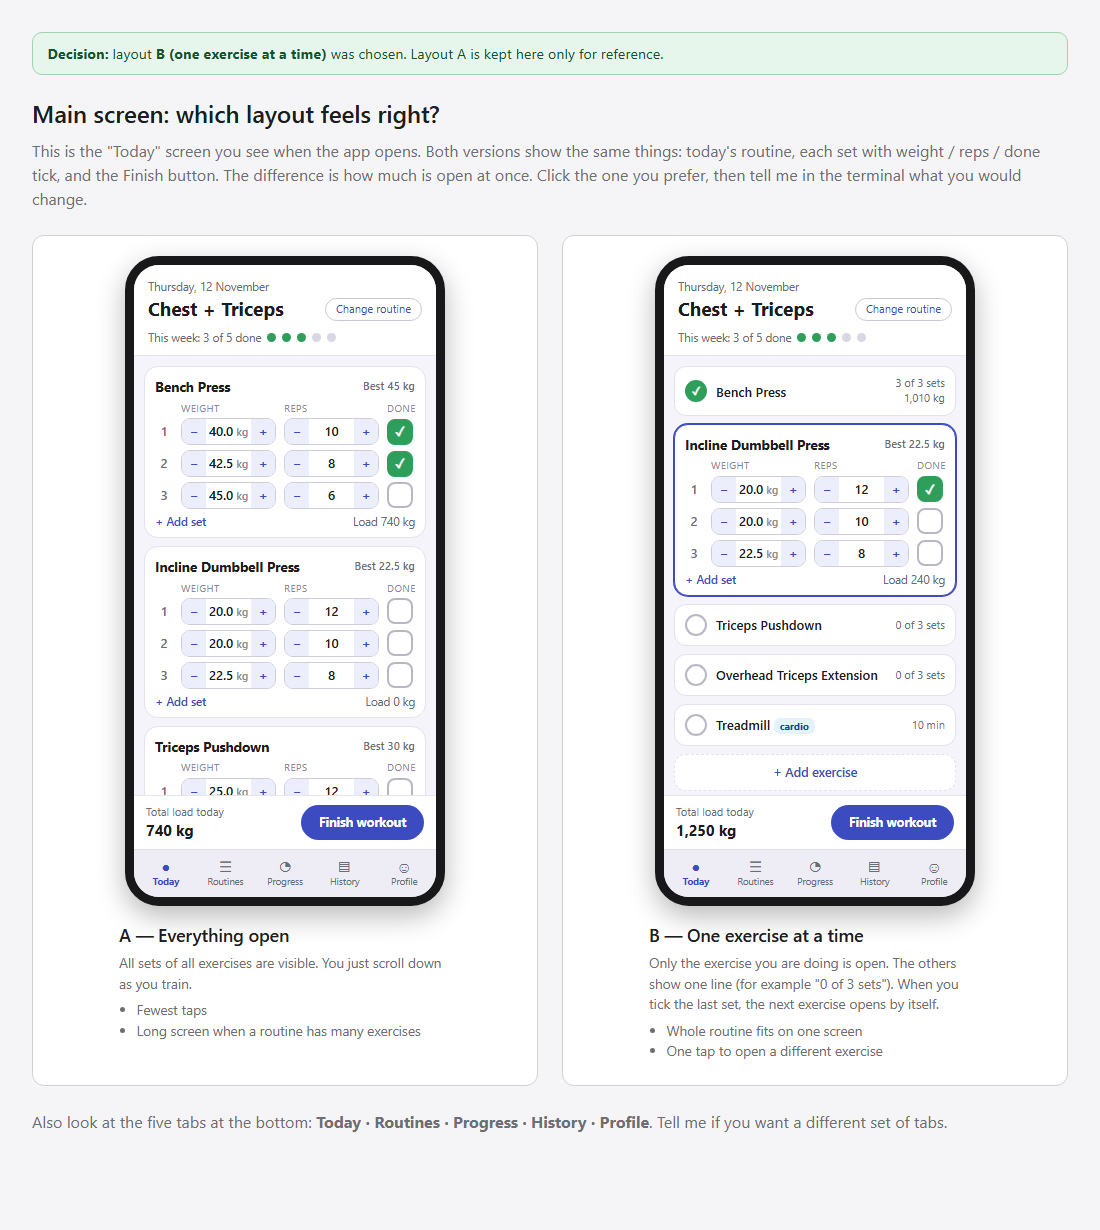 Decision: layout B (one exercise at a time) was chosen. Layout A is kept here only for reference.
Main screen: which layout feels right?
This is the "Today" screen you see when the app opens. Both versions show the same things: today's routine, each set with weight / reps / done
tick, and the Finish button. The difference is how much is open at once. Click the one you prefer, then tell me in the terminal what you would
change.
Thursday, 12 November
Chest + Triceps
Change routine
This week: 3 of 5 done
Bench Press
Best 45 kg
WEIGHT REPS DONE
1 − 40.0 kg + − 10 + ✓
2 − 42.5 kg + − 8 + ✓
3 − 45.0 kg + − 6 +
+ Add set
Load 740 kg
Incline Dumbbell Press
Best 22.5 kg
WEIGHT REPS DONE
1 − 20.0 kg + − 12 +
2 − 20.0 kg + − 10 +
3 − 22.5 kg + − 8 +
+ Add set
Load 0 kg
Triceps Pushdown
Best 30 kg
WEIGHT REPS DONE
1 − 25.0 kg + − 12 +
Total load today
740 kg
Finish workout
Today Routines Progress History Profile
A — Everything open
All sets of all exercises are visible. You just scroll down
as you train.
• Fewest taps
• Long screen when a routine has many exercises
Thursday, 12 November
Chest + Triceps
Change routine
This week: 3 of 5 done
✓ Bench Press
3 of 3 sets
1,010 kg
Incline Dumbbell Press
Best 22.5 kg
WEIGHT REPS DONE
1 − 20.0 kg + − 12 + ✓
2 − 20.0 kg + − 10 +
3 − 22.5 kg + − 8 +
+ Add set
Load 240 kg
Triceps Pushdown
0 of 3 sets
Overhead Triceps Extension
0 of 3 sets
Treadmill cardio
10 min
+ Add exercise
Total load today
1,250 kg
Finish workout
Today Routines Progress History Profile
B — One exercise at a time
Only the exercise you are doing is open. The others
show one line (for example "0 of 3 sets"). When you
tick the last set, the next exercise opens by itself.
• Whole routine fits on one screen
• One tap to open a different exercise
Also look at the five tabs at the bottom: Today · Routines · Progress · History · Profile. Tell me if you want a different set of tabs.